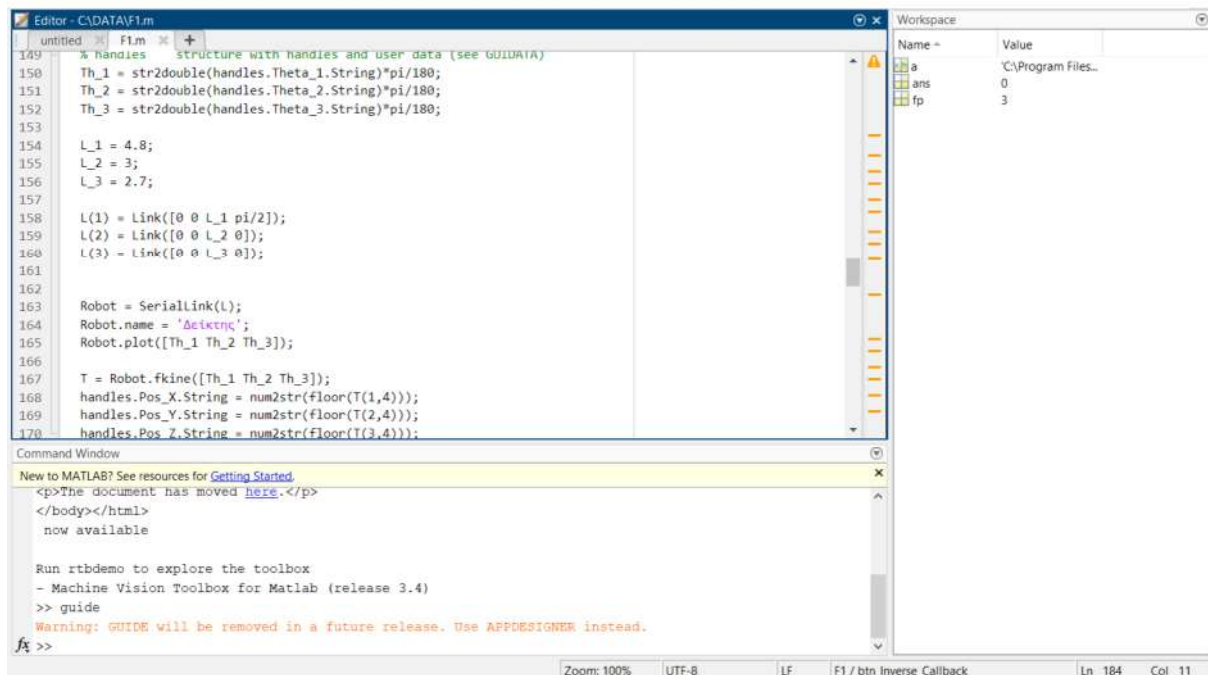 Editor - C:\DATA\F1.m
untitled F1.m +
149 % handles structure with handles and user data (see GUIDATA)
150 Th_1 = str2double(handles.Theta_1.String)*pi/180;
151 Th_2 = str2double(handles.Theta_2.String)*pi/180;
152 Th_3 = str2double(handles.Theta_3.String)*pi/180;
153
154 L_1 = 4.8;
155 L_2 = 3;
156 L_3 = 2.7;
157
158 L(1) = Link([0 0 L_1 pi/2]);
159 L(2) = Link([0 0 L_2 0]);
160 L(3) = Link([0 0 L_3 0]);
161
162
163 Robot = SerialLink(L);
164 Robot.name = 'Δείκτης';
165 Robot.plot([Th_1 Th_2 Th_3]);
166
167 T = Robot.fkine([Th_1 Th_2 Th_3]);
168 handles.Pos_X.String = num2str(floor(T(1,4)));
169 handles.Pos_Y.String = num2str(floor(T(2,4)));
170 handles.Pos_Z.String = num2str(floor(T(3,4)));
Command Window
New to MATLAB? See resources for Getting Started.
<p>The document has moved here.</p>
</body></html>
now available
Run rtbdemo to explore the toolbox
- Machine Vision Toolbox for Matlab (release 3.4)
>> guide
Warning: GUIDE will be removed in a future release. Use APPDESIGNER instead.
fx >>
Workspace
Name Value
a 'C:\Program Files...
ans 0
fp 3
Zoom: 100% UTF-8 LF F1 / btn_Inverse_Callback Ln 184 Col 11